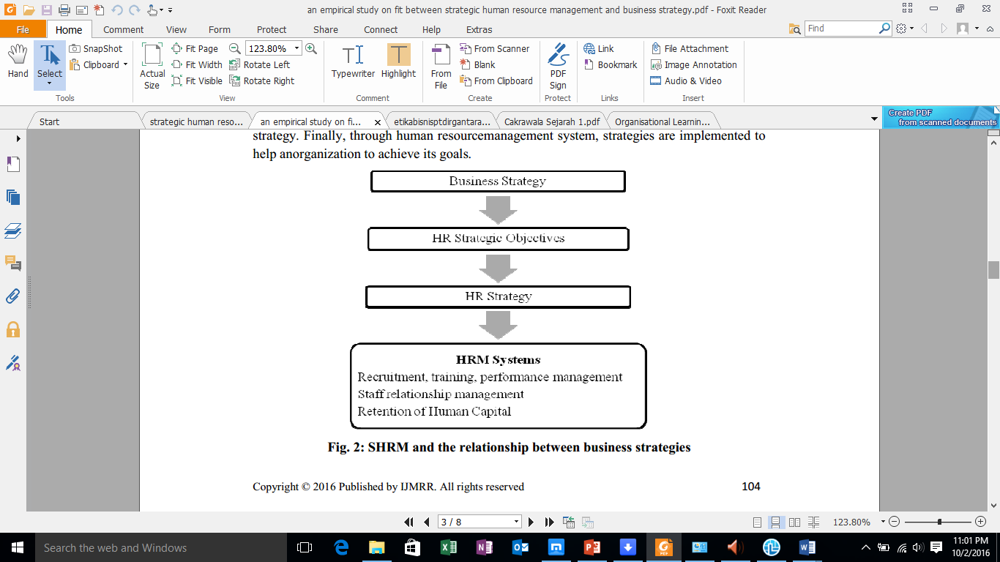 an empirical study on fit between strategic human resource management and business strategy.pdf - Foxit Reader
File Home Comment View Form Protect Share Connect Help Extras
Find
Hand
Select
SnapShot
Clipboard
Tools
Actual
Size
Fit Page
Fit Width
Fit Visible
123.80%
Rotate Left
Rotate Right
View
Typewriter Highlight
Comment
From
File
From Scanner
Blank
From Clipboard
Create
PDF
Sign
Protect
Link
Bookmark
Links
File Attachment
Image Annotation
Audio & Video
Insert
Start strategic human reso... an empirical study on fi... etikabisnisptdirgantara... Cakrawala Sejarah 1.pdf Organisational Learnin...
Create PDF
from scanned documents
strategy. Finally, through human resourcemanagement system, strategies are implemented to
help anorganization to achieve its goals.
Business Strategy
HR Strategic Objectives
HR Strategy
HRM Systems
Recruitment, training, performance management
Staff relationship management
Retention of Human Capital
Fig. 2: SHRM and the relationship between business strategies
Copyright © 2016 Published by IJMRR. All rights reserved 104
3 / 8
123.80%
Search the web and Windows
11:01 PM
10/2/2016